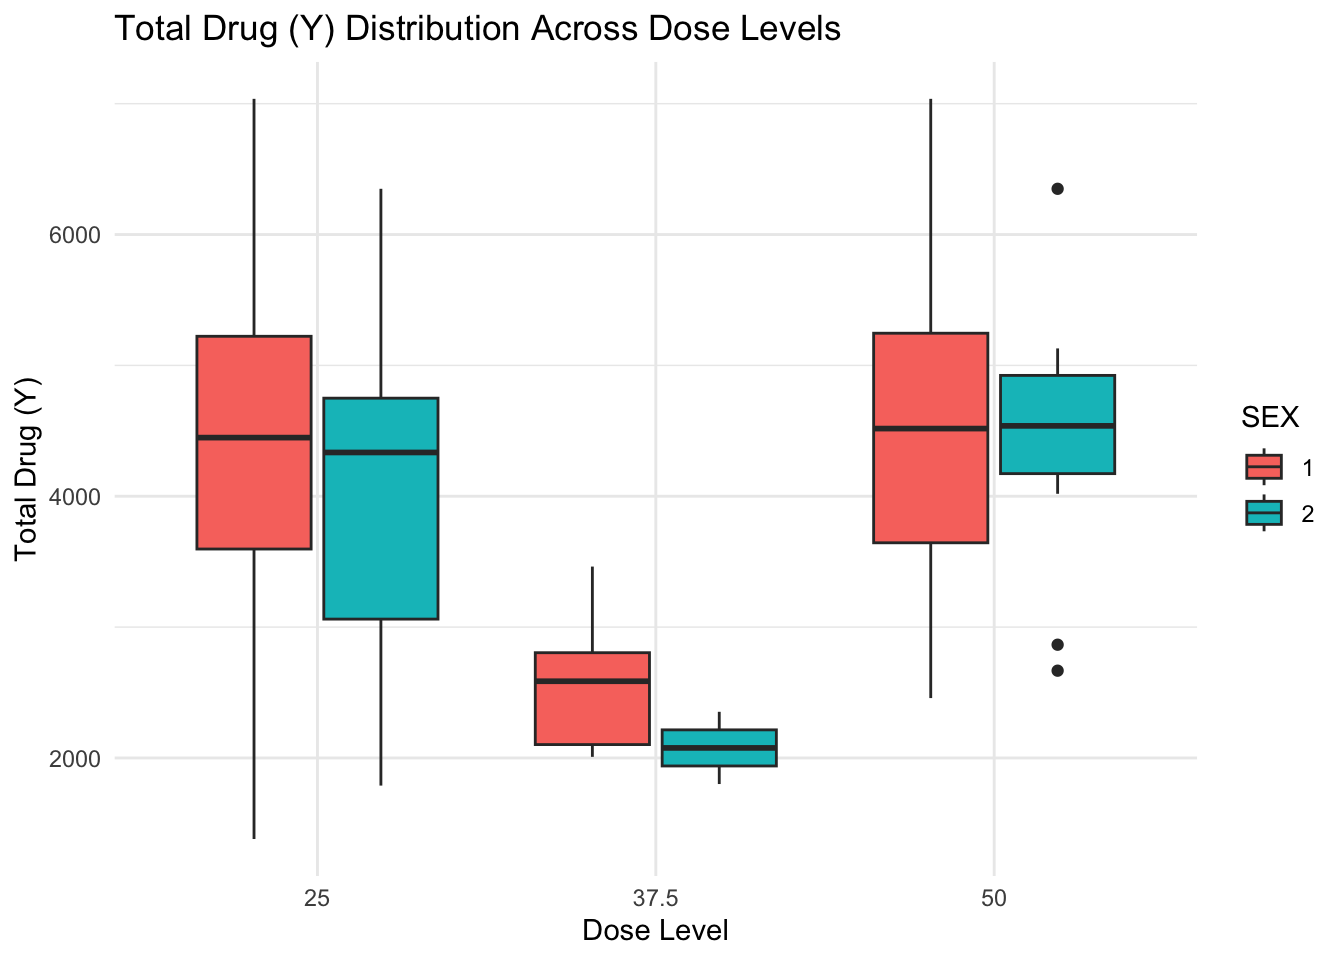 Total Drug (Y) Distribution Across Dose Levels
Total Drug (Y)
6000
4000
2000
25
37.5
50
Dose Level
SEX
1
2